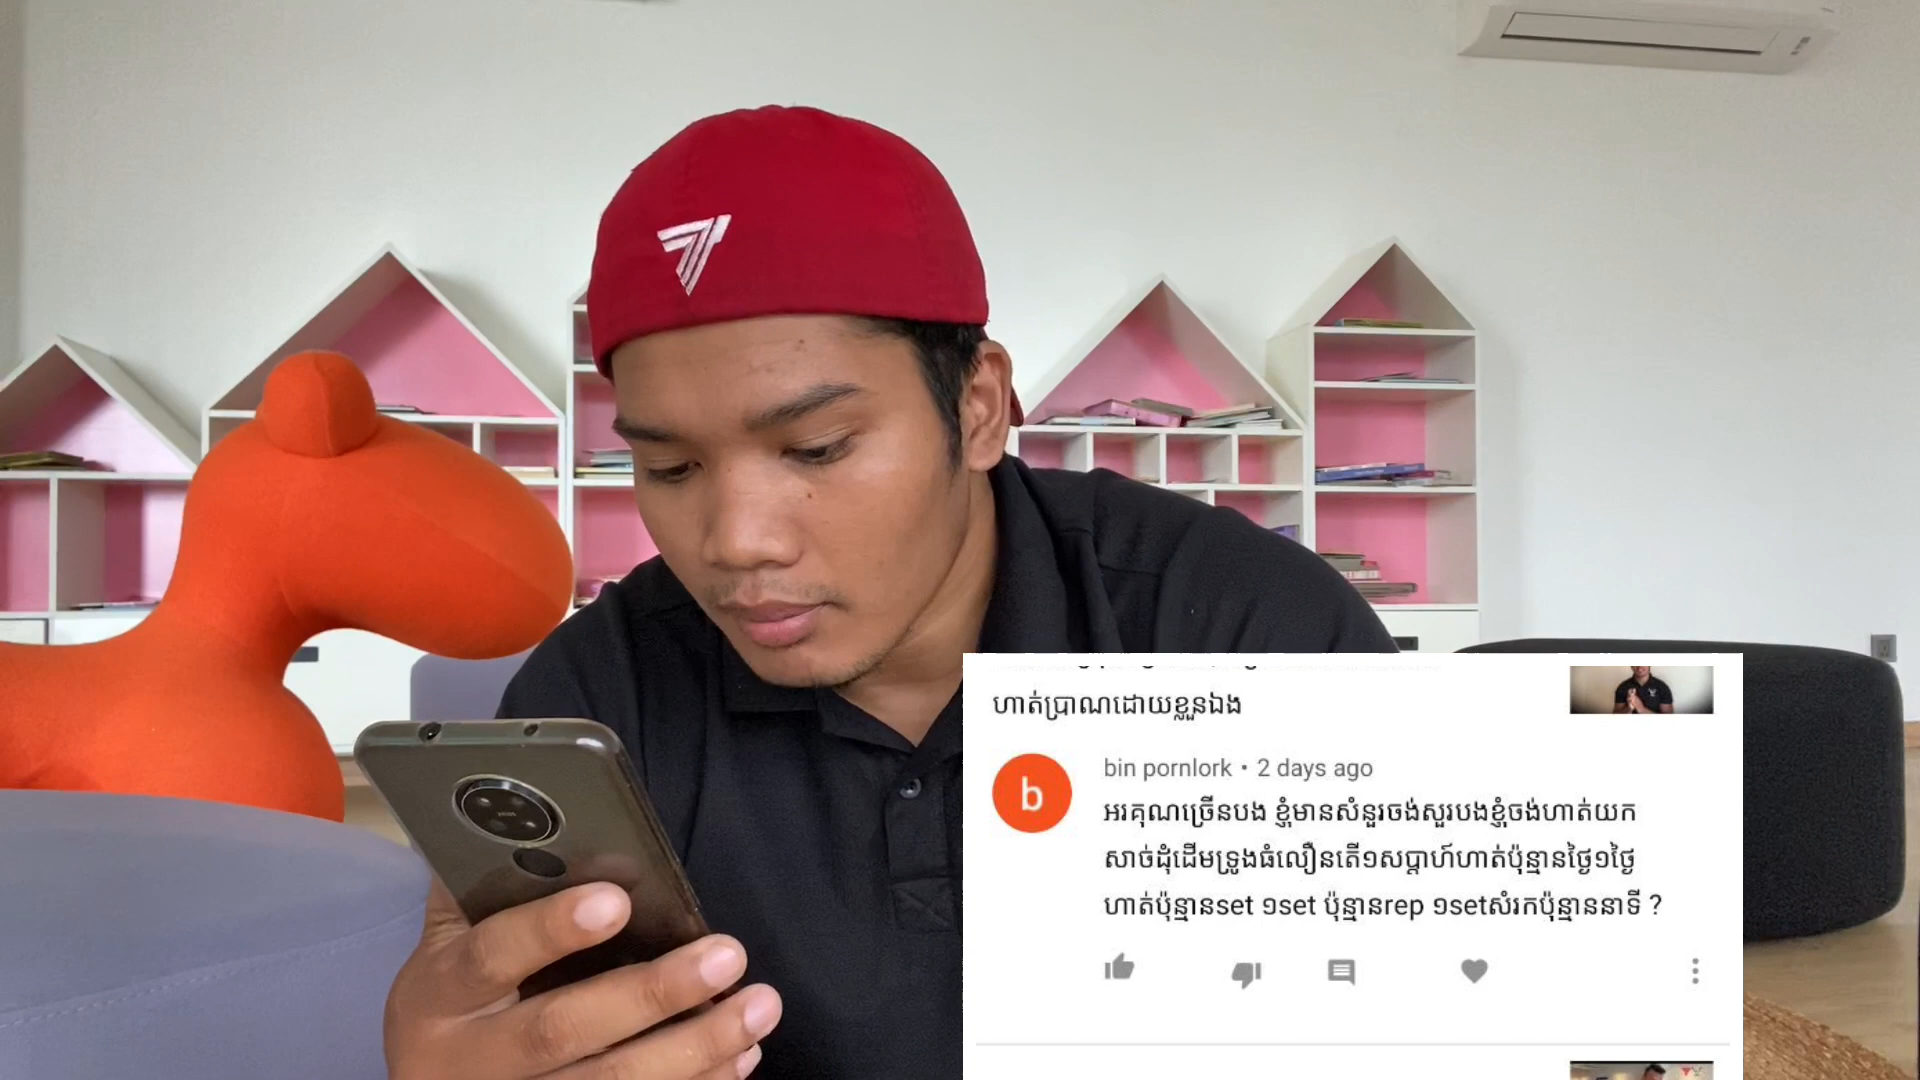 ហាត់ប្រាណដោយខ្លួនឯង
b
bin pornlork • 2 days ago
អរគុណច្រើនបង ខ្ញុំមានសំនួរចង់សួរបងខ្ញុំចង់ហាត់យក
សាច់ដុំដើមទ្រូងធំលឿនតើ១សប្តាហ៍ហាត់ប៉ុន្មានថ្ងៃ១ថ្ងៃ
ហាត់ប៉ុន្មានset ១set ប៉ុន្មានrep ១setសំរកប៉ុន្មាននាទី ?